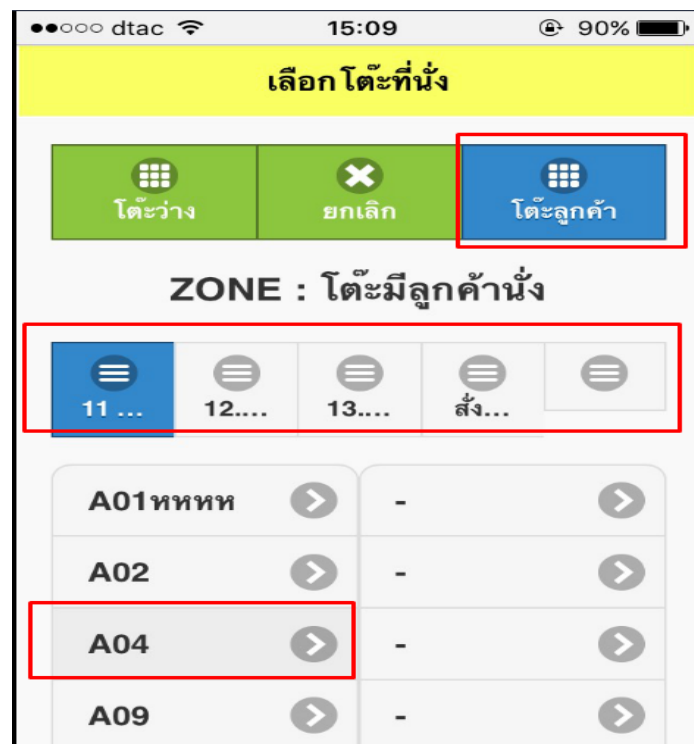 dtac 15:09 90%
เลือกโต๊ะที่นั่ง
โต๊ะว่าง ยกเลิก โต๊ะลูกค้า
ZONE : โต๊ะมีลูกค้านั่ง
11 ... 12.... 13.... สั่ง...
A01หหหห -
A02 -
A04 -
A09 -